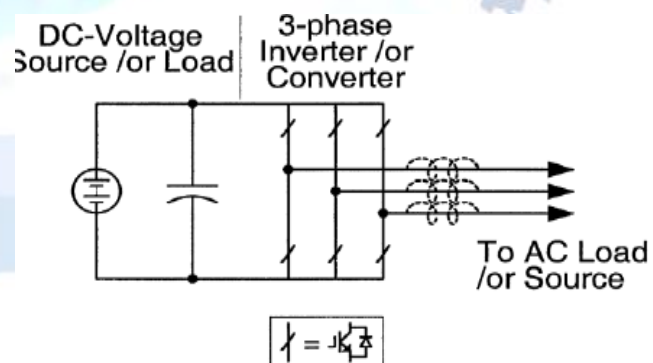 DC-Voltage
Source /or Load
3-phase
Inverter /or
Converter
To AC Load
/or Source
=